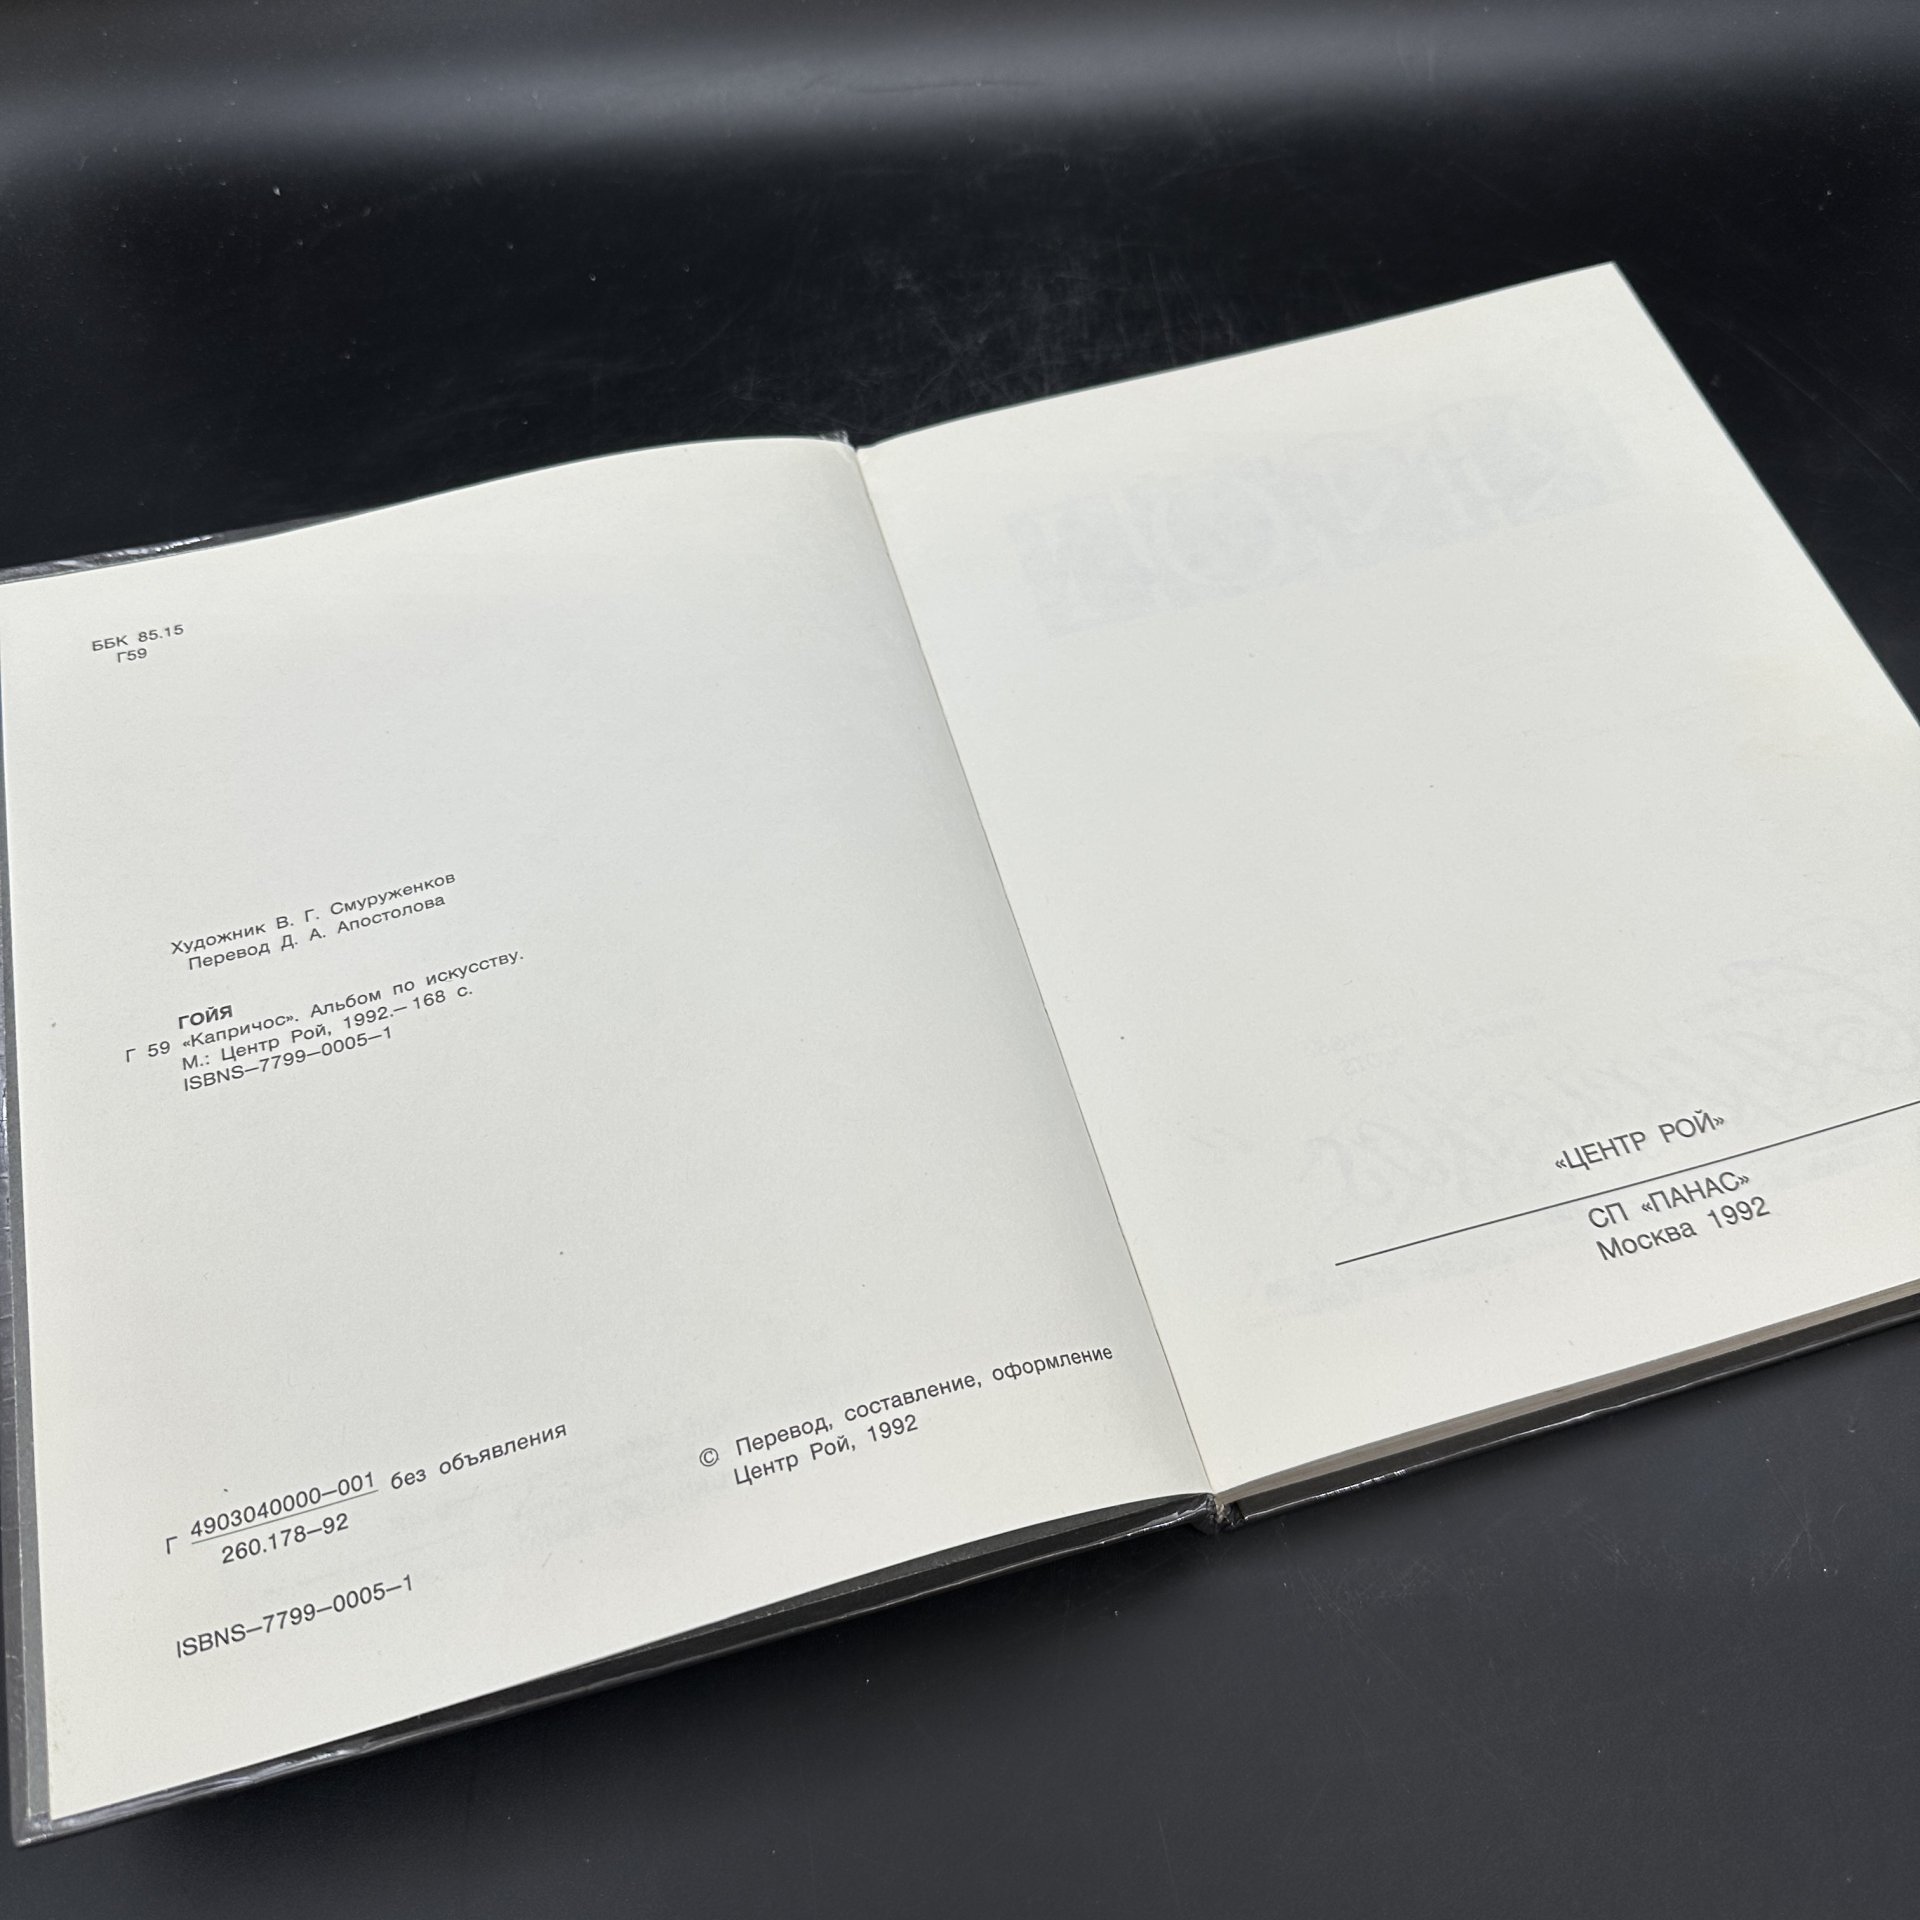 ББК 85.15
Г59
Художник В. Г. Смуруженков
Перевод Д. А. Апостолова
ГОЙЯ
Г 59 «Капричос». Альбом по искусству.
М.: Центр Рой, 1992.—168 с.
ISBNS—7799—0005—1
Г 4903040000—001 без объявления
260.178—92
© Перевод, составление, оформление
Центр Рой, 1992
ISBNS—7799—0005—1
«ЦЕНТР РОЙ»
СП «ПАНАС»
Москва 1992